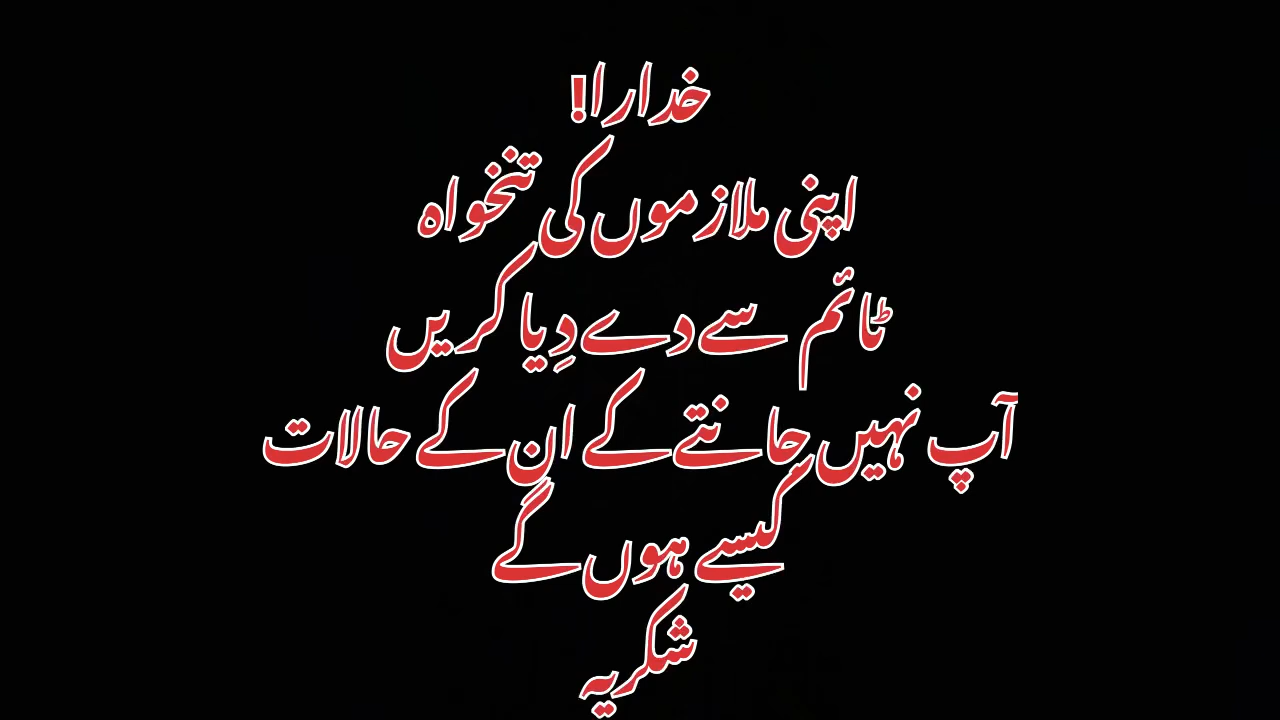 خدارا!
اپنی ملازموں کی تنخواہ
ٹائم سے دے دِیا کریں
آپ نہیں جانتے کے ان کے حالات
کیسے ہوں گے
شکریہ